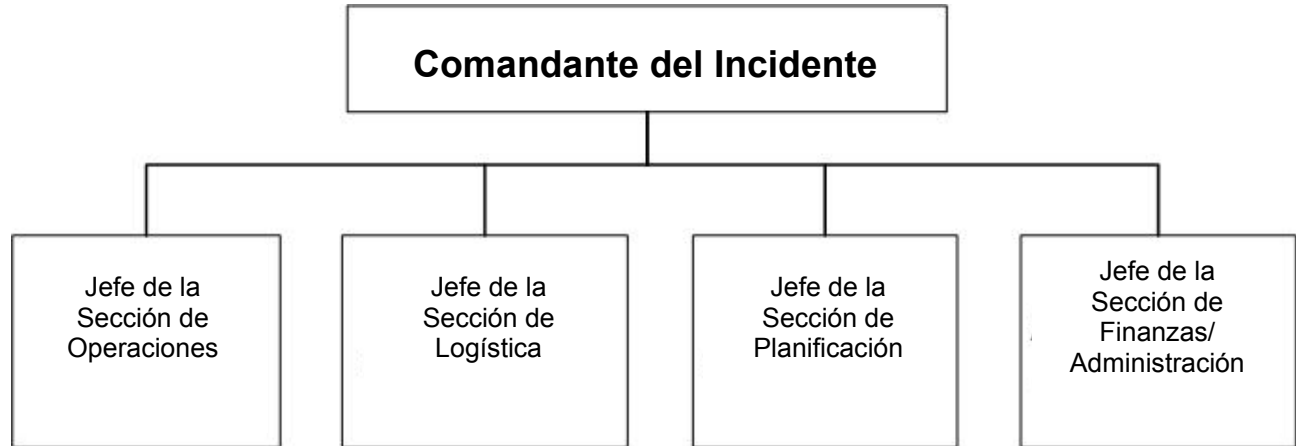 Comandante del Incidente
Jefe de la
Sección de
Operaciones
Jefe de la
Sección de
Logística
Jefe de la
Sección de
Planificación
Jefe de la
Sección de
Finanzas/
Administración